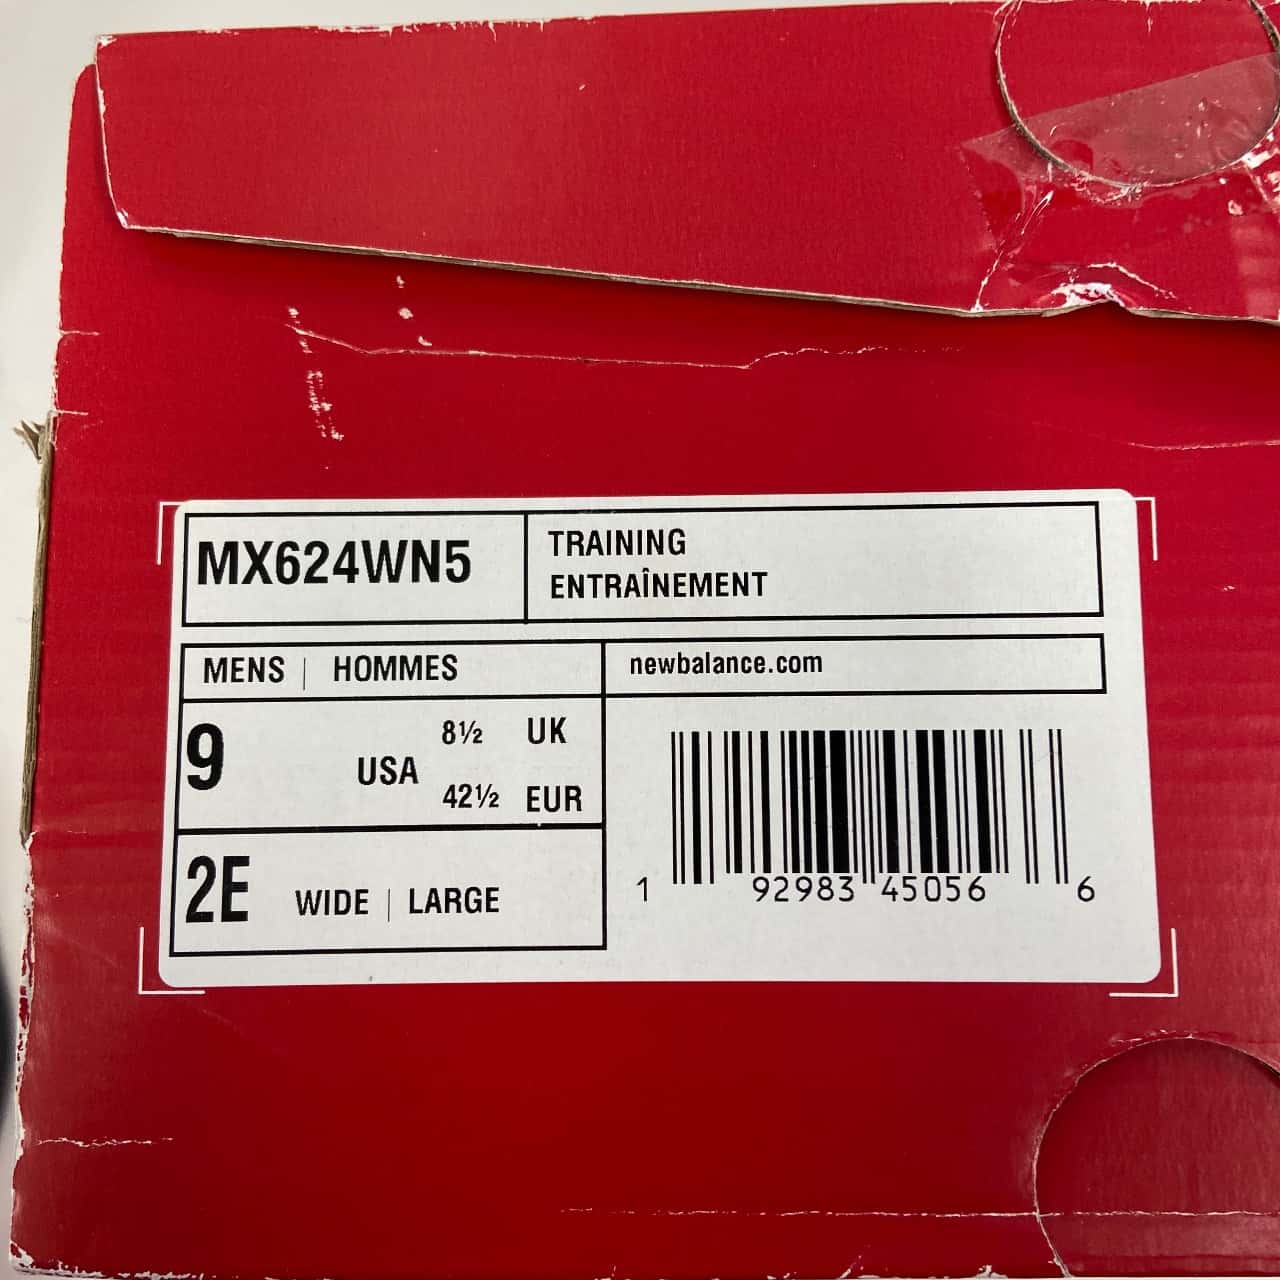 MX624WN5
TRAINING
ENTRAÎNEMENT
MENS | HOMMES
newbalance.com
9 USA
8½ UK
42½ EUR
2E WIDE | LARGE
1 92983 45056 6